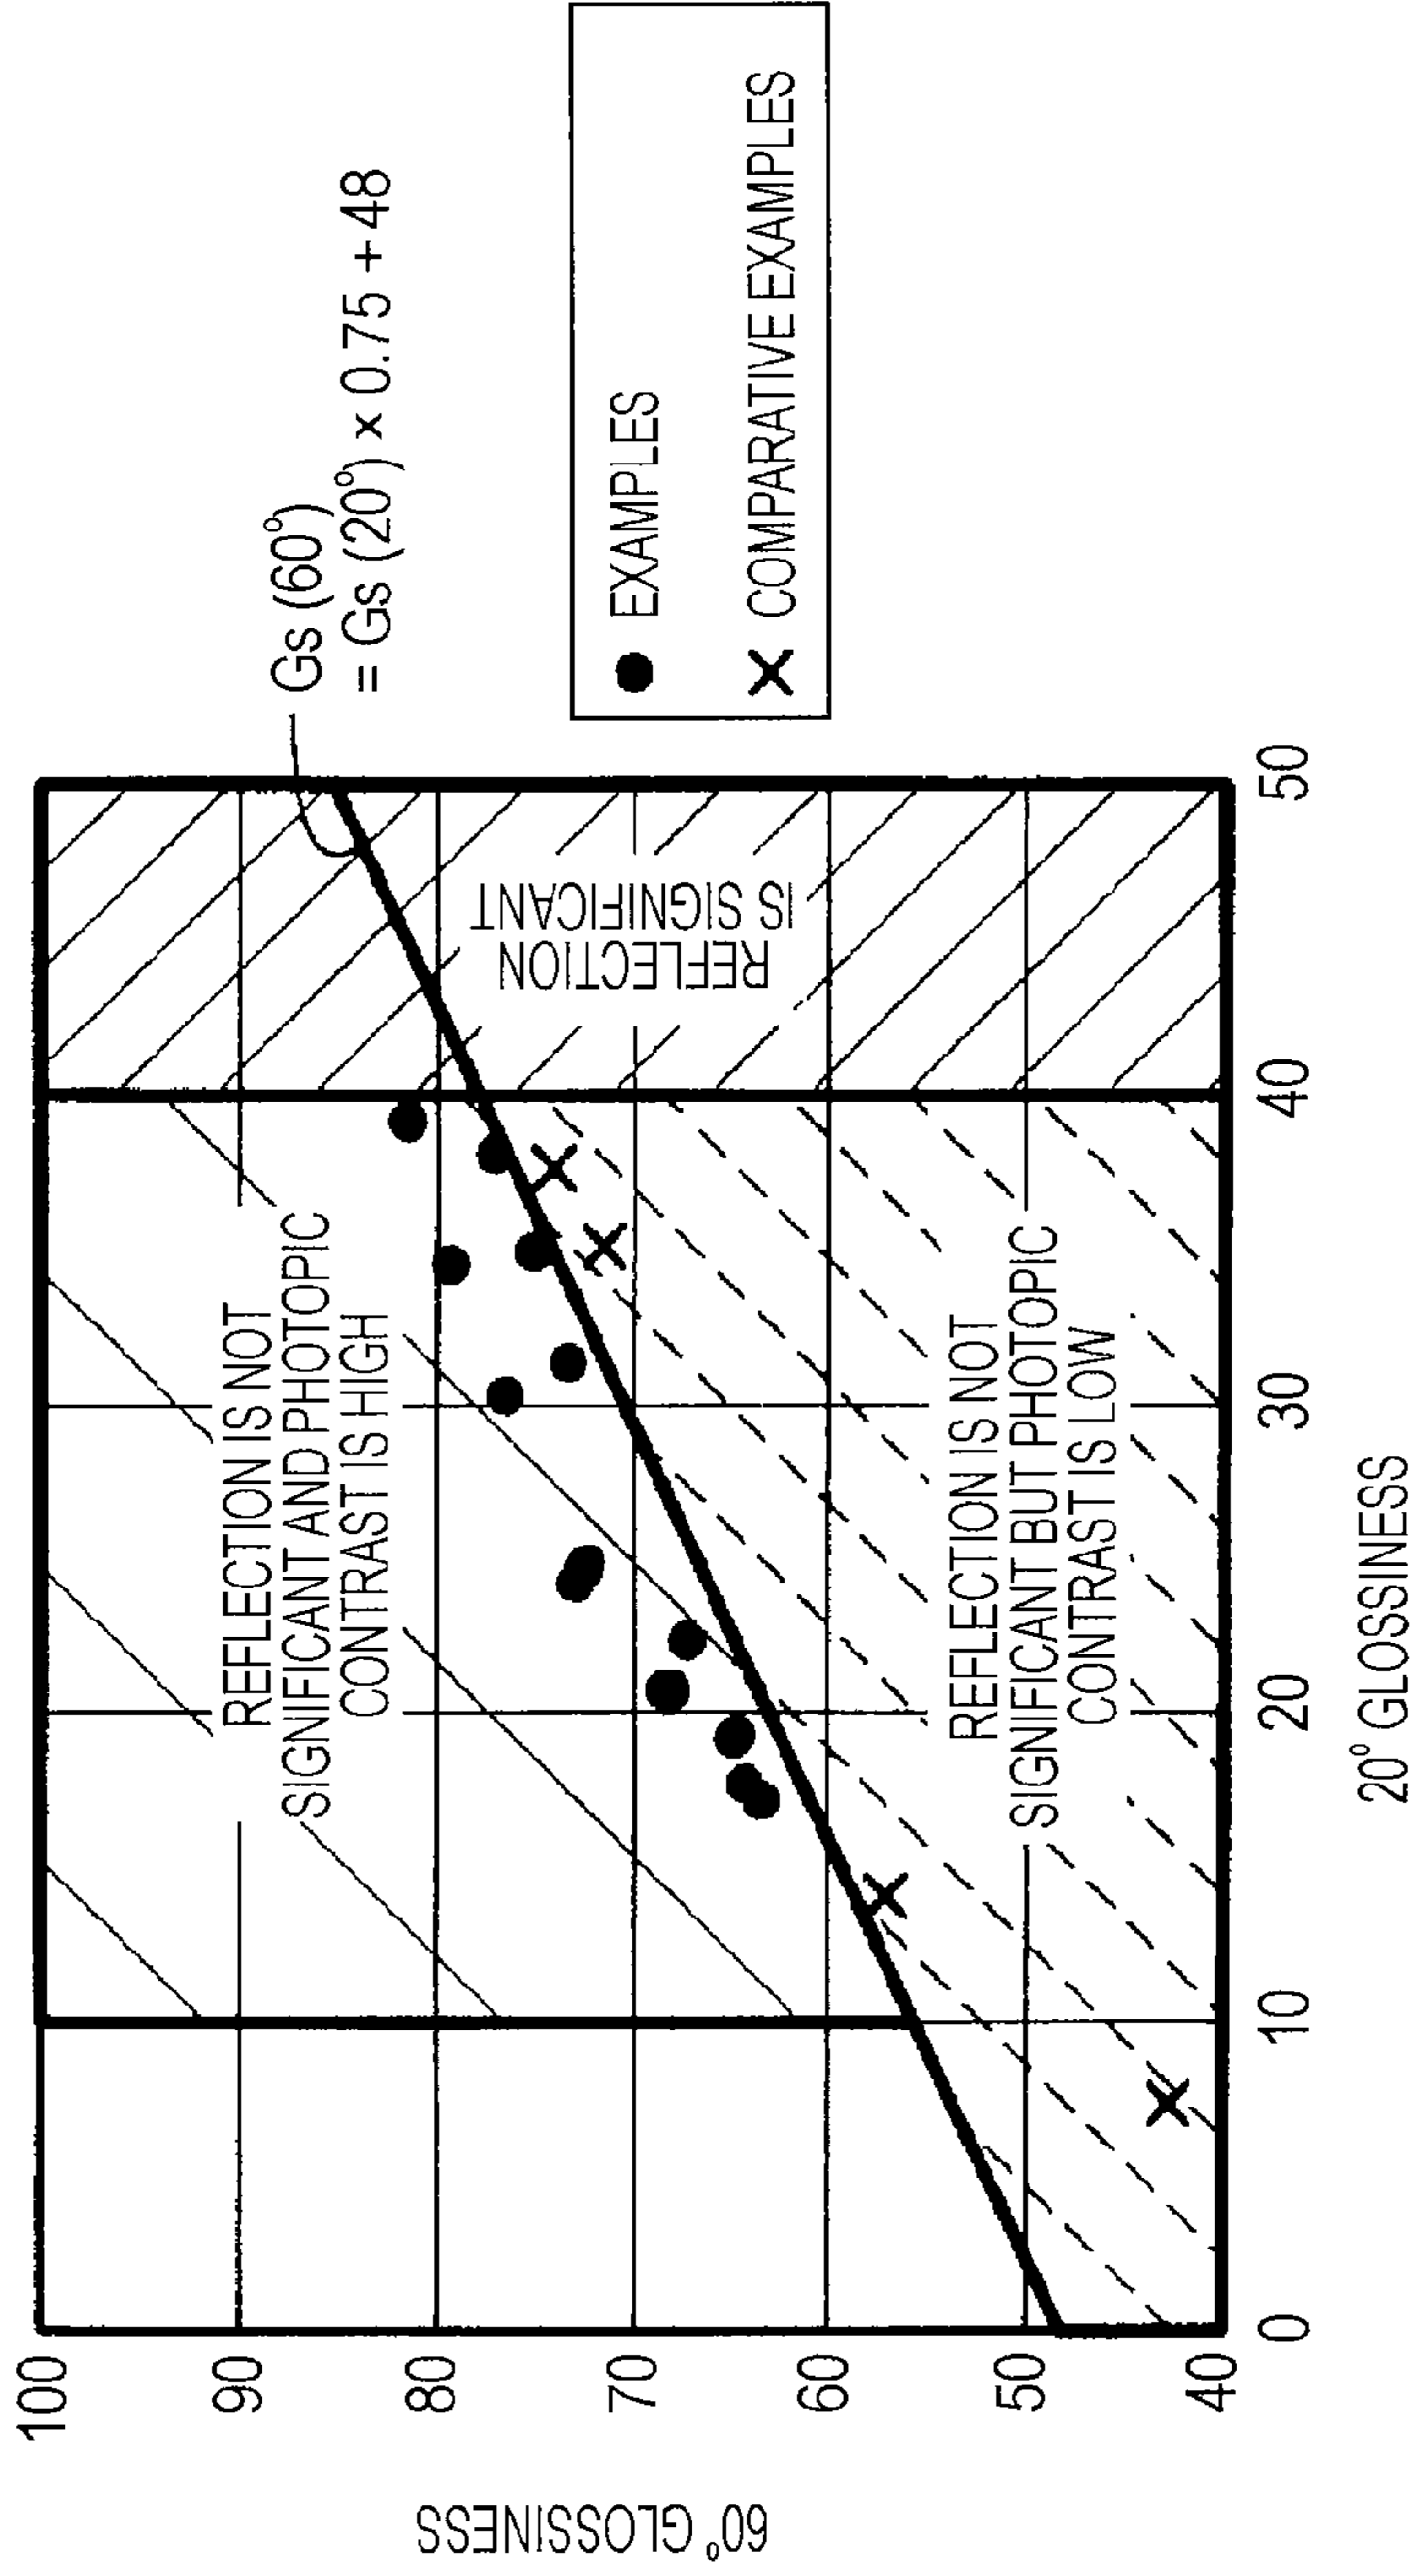 Gs (60°)
= Gs (20°) × 0.75 + 48
100
90
80
70
60
50
40
60° GLOSSINESS
REFLECTION IS NOT
SIGNIFICANT AND PHOTOPIC
CONTRAST IS HIGH
REFLECTION
IS SIGNIFICANT
REFLECTION IS NOT
SIGNIFICANT BUT PHOTOPIC
CONTRAST IS LOW
0
10
20
30
40
50
20° GLOSSINESS
● EXAMPLES
× COMPARATIVE EXAMPLES